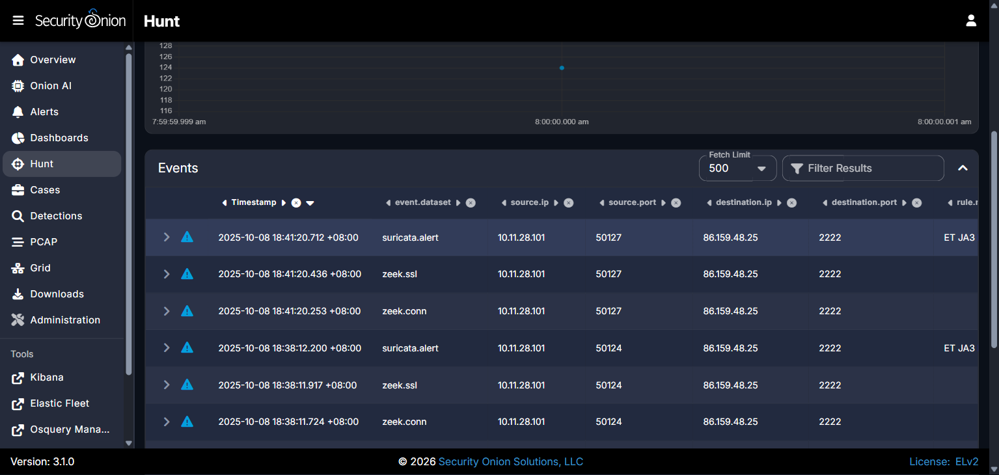 Security Onion
Hunt
Overview
Onion AI
Alerts
Dashboards
Hunt
Cases
Detections
PCAP
Grid
Downloads
Administration
Tools
Kibana
Elastic Fleet
Osquery Mana...
128
126
124
122
120
118
116
7:59:59.999 am 8:00:00.000 am 8:00:00.001 am
Events
Fetch Limit
500
Filter Results
Timestamp event.dataset source.ip source.port destination.ip destination.port rule.r
2025-10-08 18:41:20.712 +08:00 suricata.alert 10.11.28.101 50127 86.159.48.25 2222 ET JA3
2025-10-08 18:41:20.436 +08:00 zeek.ssl 10.11.28.101 50127 86.159.48.25 2222
2025-10-08 18:41:20.253 +08:00 zeek.conn 10.11.28.101 50127 86.159.48.25 2222
2025-10-08 18:38:12.200 +08:00 suricata.alert 10.11.28.101 50124 86.159.48.25 2222 ET JA3
2025-10-08 18:38:11.917 +08:00 zeek.ssl 10.11.28.101 50124 86.159.48.25 2222
2025-10-08 18:38:11.724 +08:00 zeek.conn 10.11.28.101 50124 86.159.48.25 2222
Version: 3.1.0 © 2026 Security Onion Solutions, LLC License: ELv2